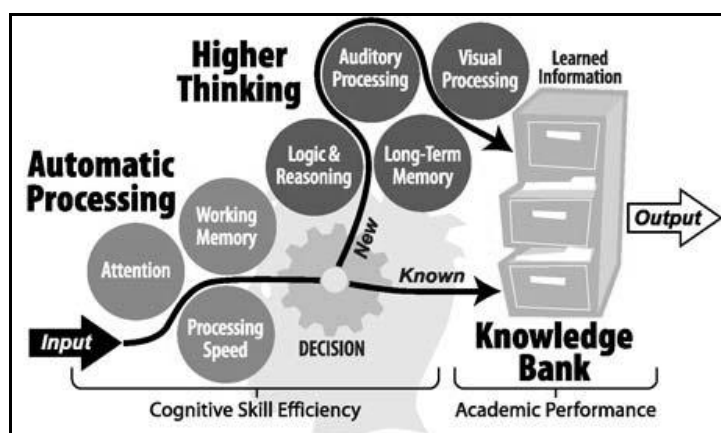 Higher
Thinking
Auditory
Processing
Visual
Processing
Learned
Information
Automatic
Processing
Logic &
Reasoning
Long-Term
Memory
Working
Memory
Attention
New
Known
Output
Input
Processing
Speed
DECISION
Knowledge
Bank
Cognitive Skill Efficiency
Academic Performance